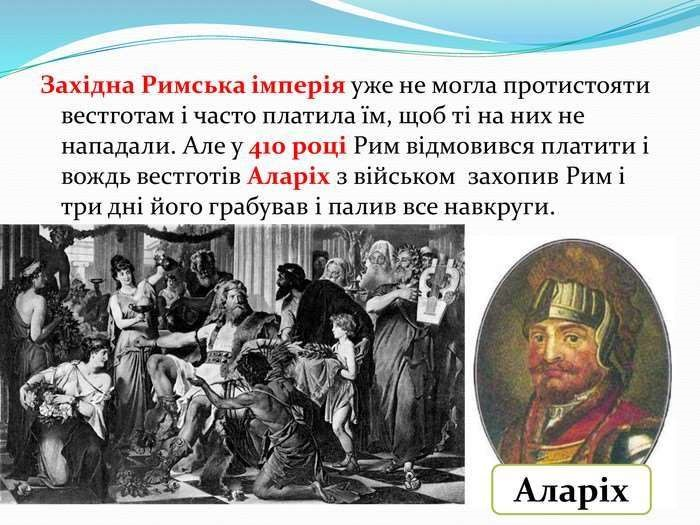 Західна Римська імперія уже не могла протистояти
вестготам і часто платила їм, щоб ті на них не
нападали. Але у 410 році Рим відмовився платити і
вождь вестготів Аларіх з військом захопив Рим і
три дні його грабував і палив все навкруги.
Аларіх